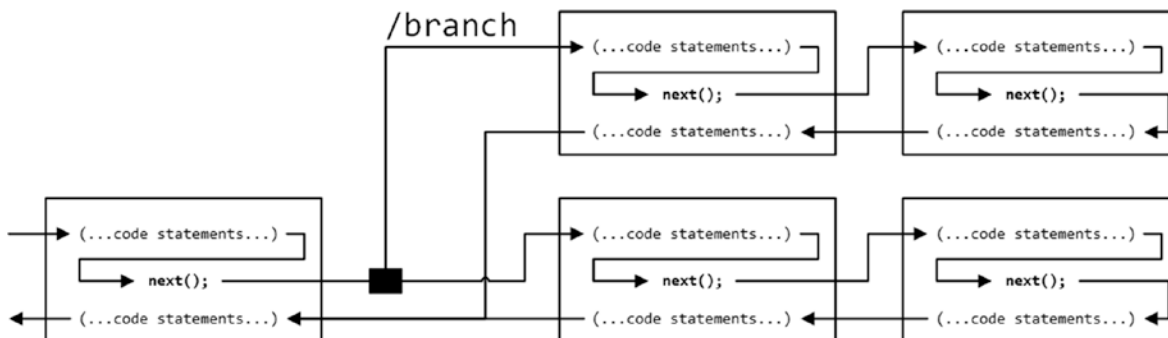 /branch
(...code statements...) (...code statements...)
next(); next();
(...code statements...) (...code statements...)
(...code statements...) (...code statements...) (...code statements...)
next(); next(); next();
(...code statements...) (...code statements...) (...code statements...)